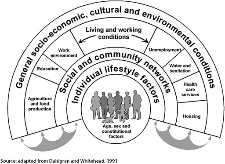 General socio-economic, cultural and environmental conditions
Living and working
conditions
Work
environment
Unemployment
Education
Water and
sanitation
Social and community networks
Individual lifestyle factors
Agriculture
and food
production
Health
care
services
Housing
Age, sex and
constitutional
factors
Source: adapted from Dahlgren and Whitehead, 1991